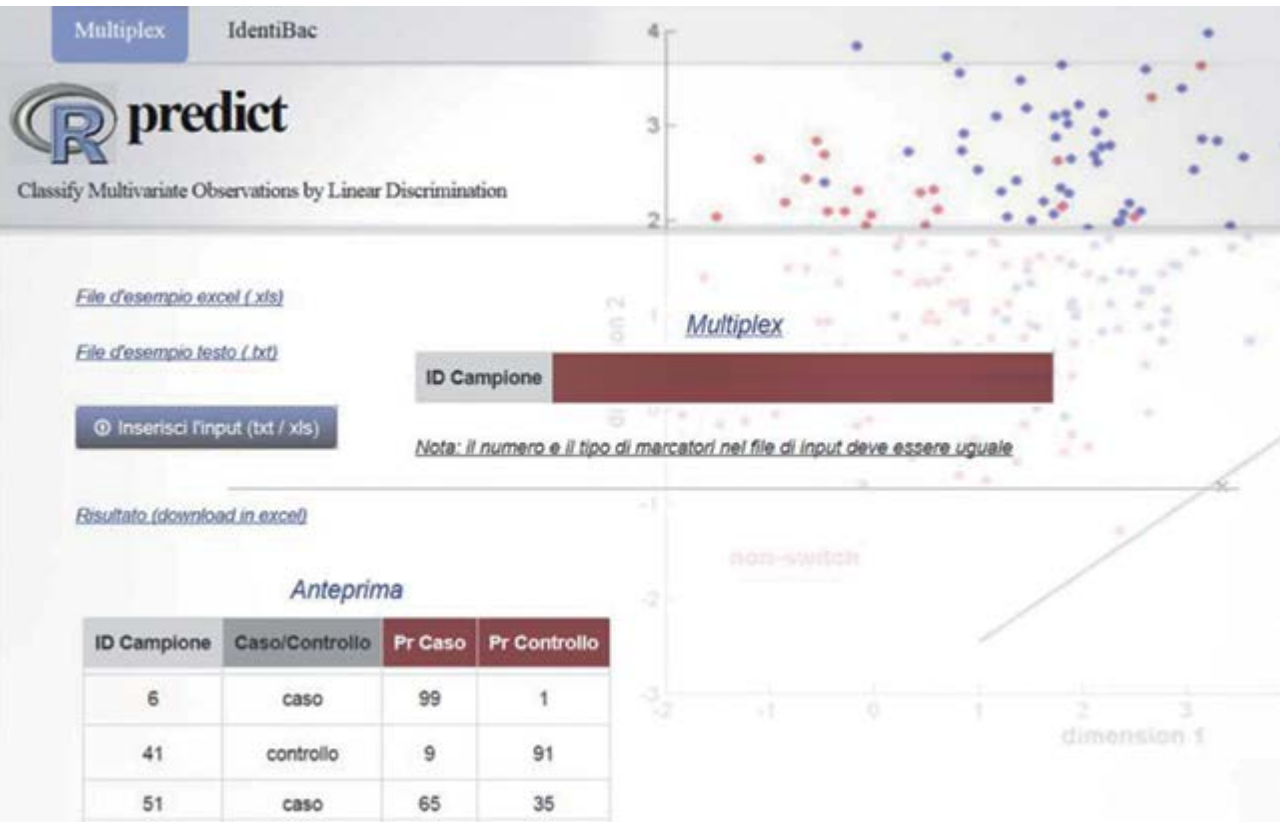 Multiplex IdentiBac
R predict
Classify Multivariate Observations by Linear Discrimination
File d'esempio excel (.xls)
File d'esempio testo (.txt)
Inserisci l'input (txt / xls)
Multiplex
ID Campione
Nota: il numero e il tipo di marcatori nel file di input deve essere uguale
Risultato (download in excel)
Anteprima
ID Campione Caso/Controllo Pr Caso Pr Controllo
6 caso 99 1
41 controllo 9 91
51 caso 65 35
4
3
2
1
0
-1
-2
-3
non-switch
-2 -1 0 1 2 3
dimension 1